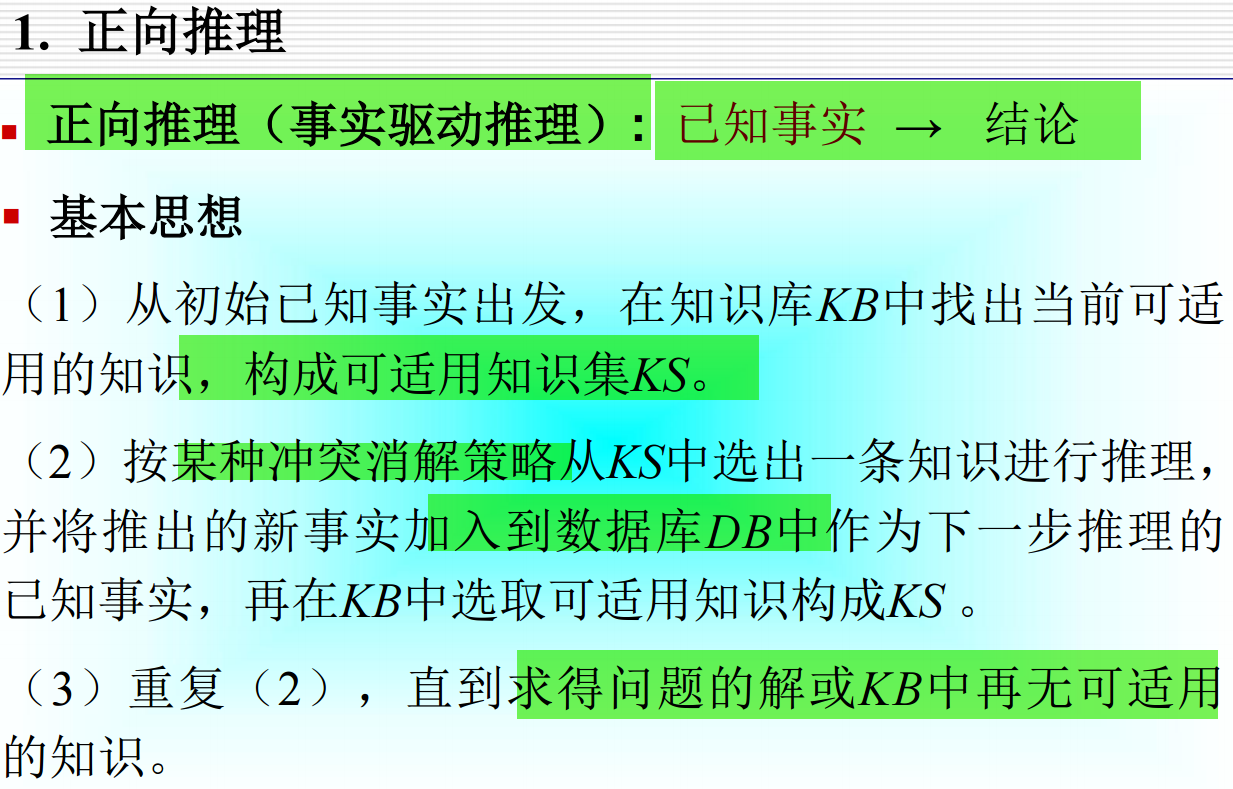 1. 正向推理
正向推理（事实驱动推理）: 已知事实 → 结论
基本思想
（1）从初始已知事实出发，在知识库KB中找出当前可适
用的知识，构成可适用知识集KS。
（2）按某种冲突消解策略从KS中选出一条知识进行推理，
并将推出的新事实加入到数据库DB中作为下一步推理的
已知事实，再在KB中选取可适用知识构成KS 。
（3）重复（2），直到求得问题的解或KB中再无可适用
的知识。